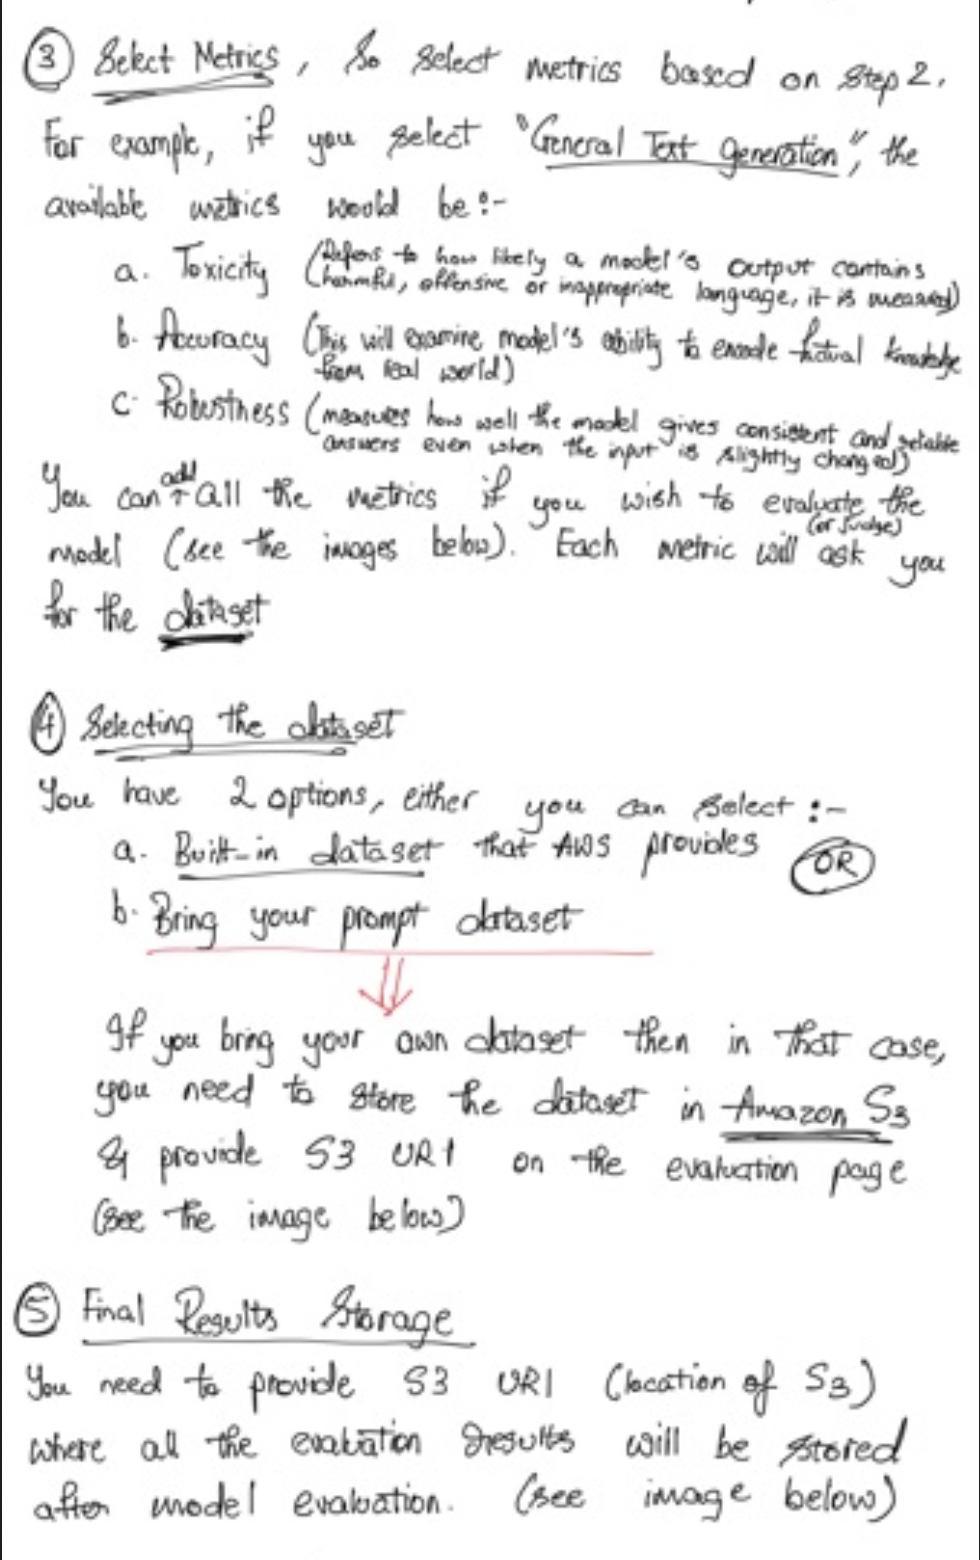 ③ Select Metrics, So select metrics based on Step 2.
For example, if you select "General Text generation", the
available metrics would be :-
a. Toxicity (Refers to how likely a model's output contains
harmful, offensive or inappropriate language, it is measured)
b. Accuracy (This will examine model's ability to encode factual knowledge
from real world)
c. Robustness (measures how well the model gives consistent and reliable
answers even when the input is slightly changed)
You can add all the metrics if you wish to evaluate the
model (see the images below). Each metric will ask (or judge) you
for the dataset
④ Selecting the dataset
You have 2 options, either you can select :-
a. Built-in dataset that AWS provides OR
b. Bring your prompt dataset
If you bring your own dataset then in that case,
you need to store the dataset in Amazon S3
& provide S3 URI on the evaluation page
(see the image below)
⑤ Final Results Storage
You need to provide S3 URI (location of S3)
where all the evaluation results will be stored
after model evaluation. (see image below)